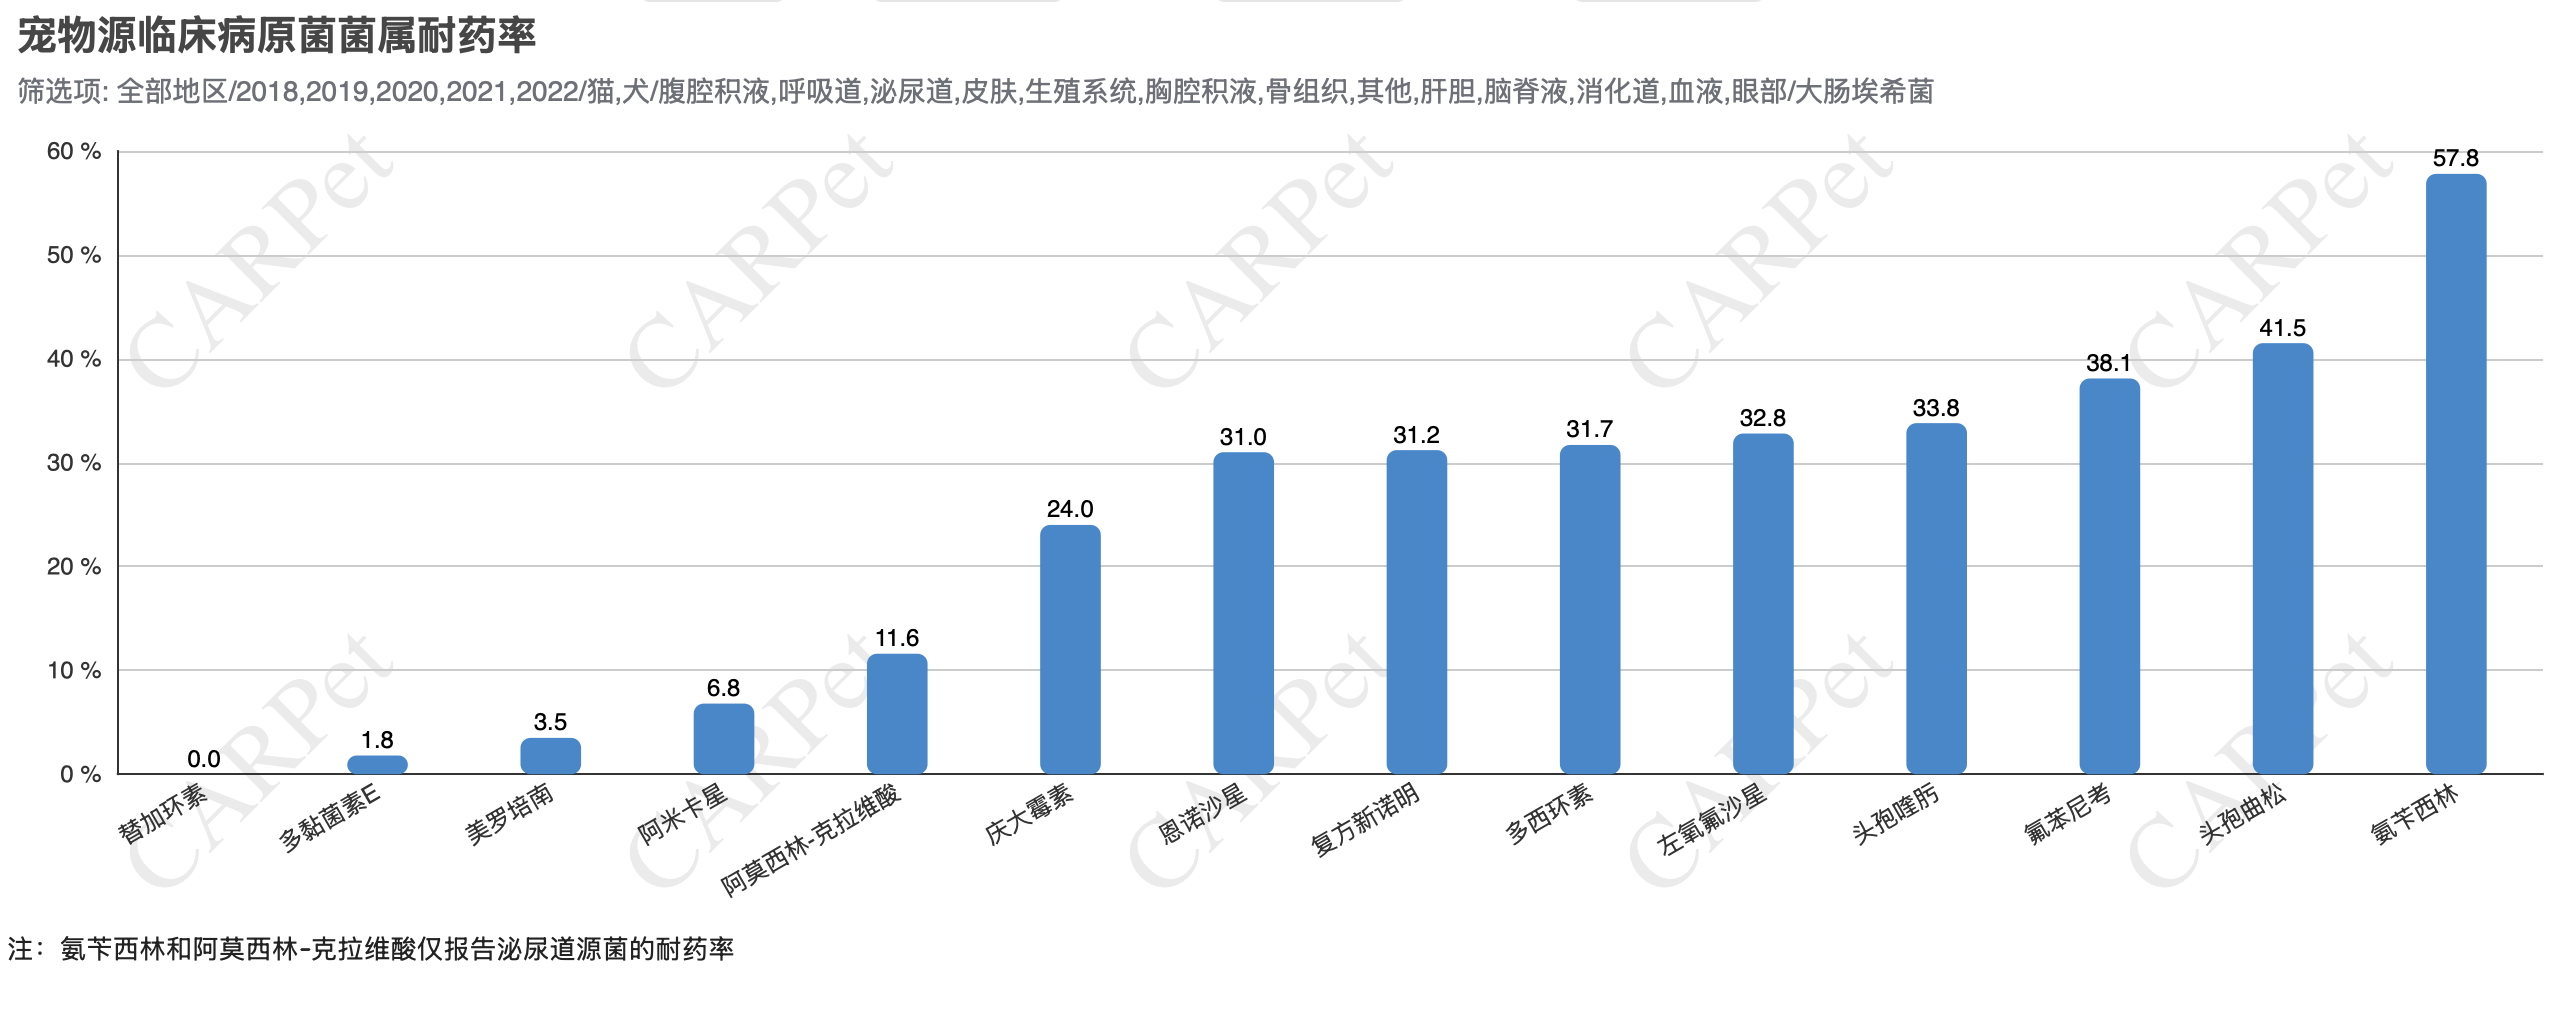 宠物源临床病原菌菌属耐药率
筛选项: 全部地区/2018,2019,2020,2021,2022/猫,犬/腹腔积液,呼吸道,泌尿道,皮肤,生殖系统,胸腔积液,骨组织,其他,肝胆,脑脊液,消化道,血液,眼部/大肠埃希菌
60 %
50 %
40 %
30 %
20 %
10 %
0 %
0.0
1.8
3.5
6.8
11.6
24.0
31.0
31.2
31.7
32.8
33.8
38.1
41.5
57.8
替加环素
多黏菌素E
美罗培南
阿米卡星
阿莫西林-克拉维酸
庆大霉素
恩诺沙星
复方新诺明
多西环素
左氧氟沙星
头孢喹肟
氟苯尼考
头孢曲松
氨苄西林
CARPet
CARPet
CARPet
CARPet
CARPet
CARPet
CARPet
CARPet
CARPet
CARPet
注：氨苄西林和阿莫西林-克拉维酸仅报告泌尿道源菌的耐药率